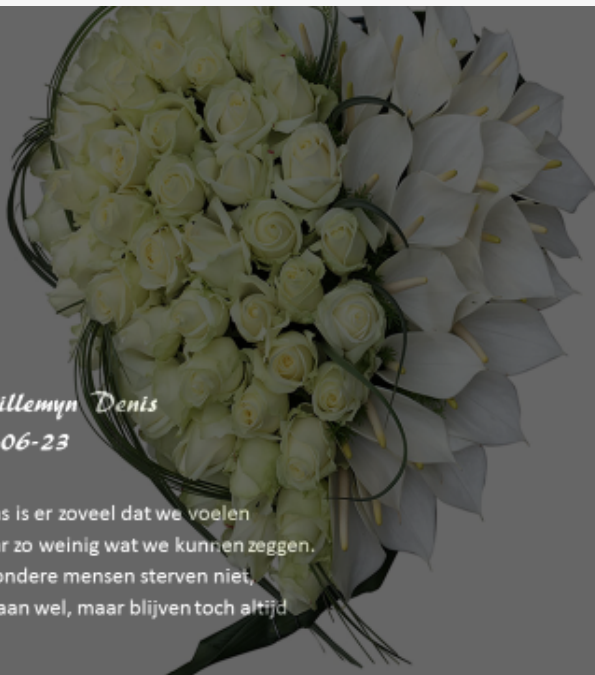 illemyn Denis
06-23
s is er zoveel dat we voelen
r zo weinig wat we kunnen zeggen.
ondere mensen sterven niet,
aan wel, maar blijven toch altijd